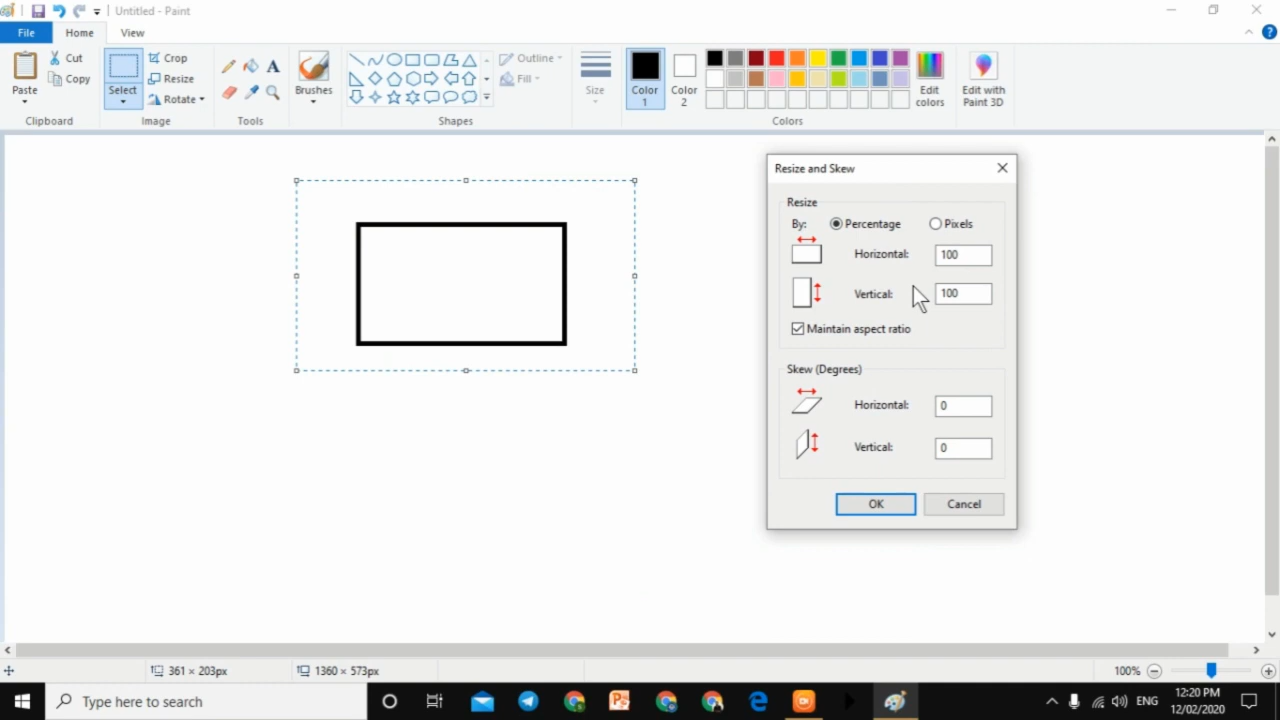 Untitled - Paint
File
Home
View
Paste
Cut
Copy
Clipboard
Select
Crop
Resize
Rotate
Image
A
Tools
Brushes
Outline
Fill
Shapes
Size
Color
1
Color
2
Edit
colors
Colors
Edit with
Paint 3D
Resize and Skew
Resize
By:
Percentage
Pixels
Horizontal:
100
Vertical:
100
Maintain aspect ratio
Skew (Degrees)
Horizontal:
0
Vertical:
0
OK
Cancel
361 × 203px
1360 × 573px
100%
Type here to search
ENG
12:20 PM
12/02/2020